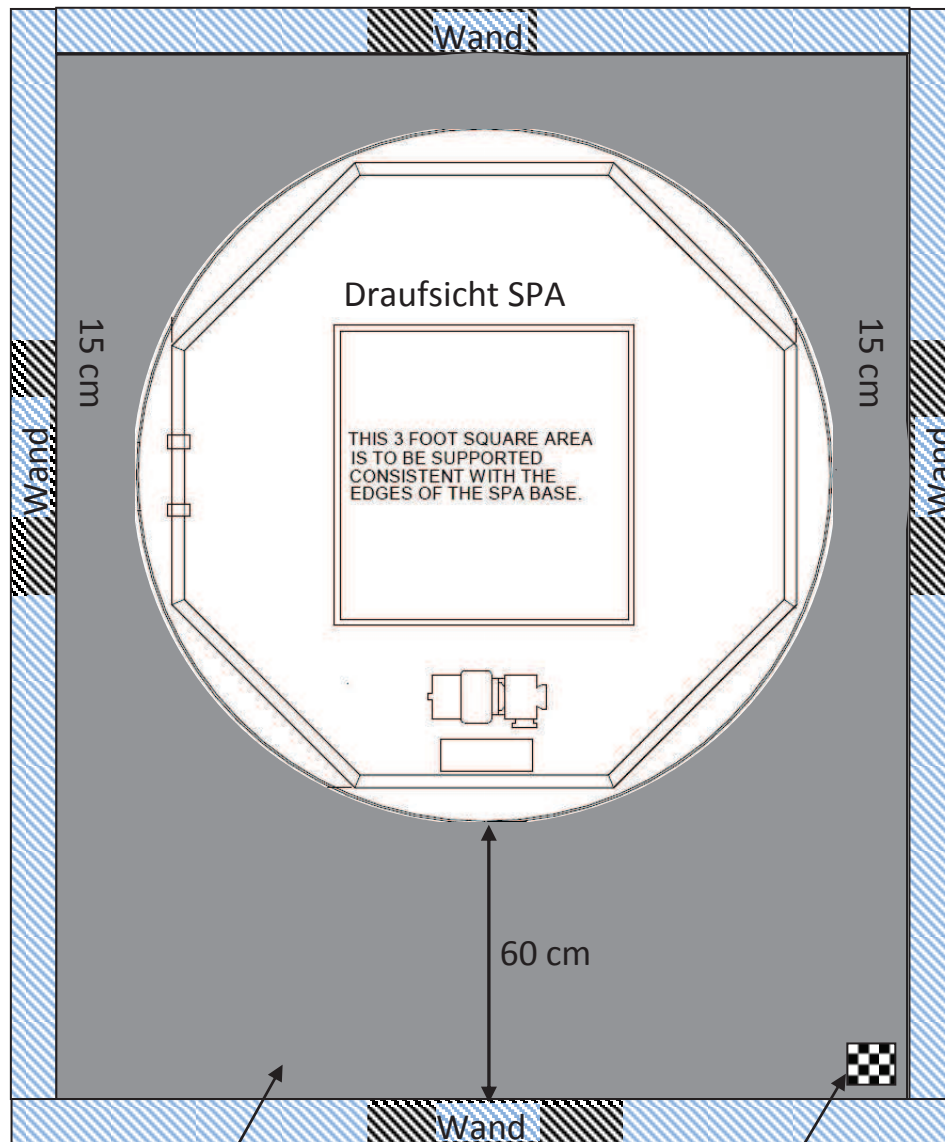 Wand
Draufsicht SPA
15 cm
15 cm
Wand
THIS 3 FOOT SQUARE AREA
IS TO BE SUPPORTED
CONSISTENT WITH THE
EDGES OF THE SPA BASE.
Wand
60 cm
Wand